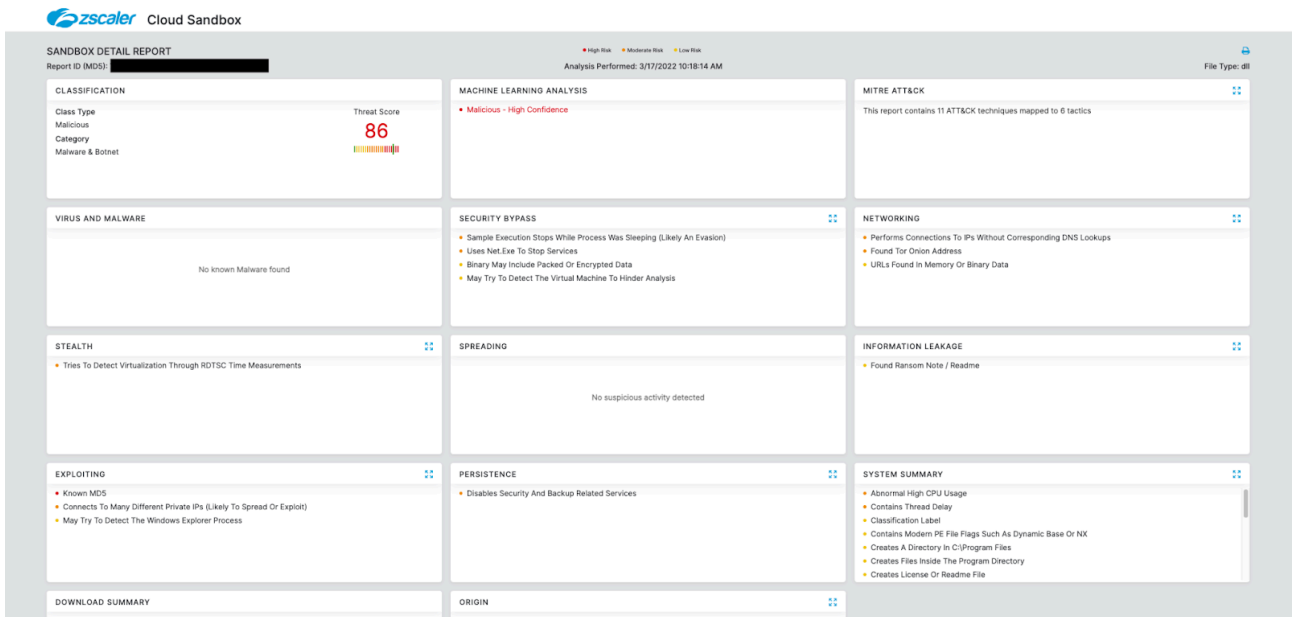 zscaler Cloud Sandbox
SANDBOX DETAIL REPORT
Report ID (MD5):
High Risk Moderate Risk Low Risk
Analysis Performed: 3/17/2022 10:18:14 AM
File Type: dll
CLASSIFICATION
Class Type
Malicious
Category
Malware & Botnet
Threat Score
86
MACHINE LEARNING ANALYSIS
Malicious - High Confidence
MITRE ATT&CK
This report contains 11 ATT&CK techniques mapped to 6 tactics
VIRUS AND MALWARE
No known Malware found
SECURITY BYPASS
Sample Execution Stops While Process Was Sleeping (Likely An Evasion)
Uses Net.Exe To Stop Services
Binary May Include Packed Or Encrypted Data
May Try To Detect The Virtual Machine To Hinder Analysis
NETWORKING
Performs Connections To IPs Without Corresponding DNS Lookups
Found Tor Onion Address
URLs Found In Memory Or Binary Data
STEALTH
Tries To Detect Virtualization Through RDTSC Time Measurements
SPREADING
No suspicious activity detected
INFORMATION LEAKAGE
Found Ransom Note / Readme
EXPLOITING
Known MD5
Connects To Many Different Private IPs (Likely To Spread Or Exploit)
May Try To Detect The Windows Explorer Process
PERSISTENCE
Disables Security And Backup Related Services
SYSTEM SUMMARY
Abnormal High CPU Usage
Contains Thread Delay
Classification Label
Contains Modern PE File Flags Such As Dynamic Base Or NX
Creates A Directory In C:\Program Files
Creates Files Inside The Program Directory
Creates License Or Readme File
DOWNLOAD SUMMARY
ORIGIN